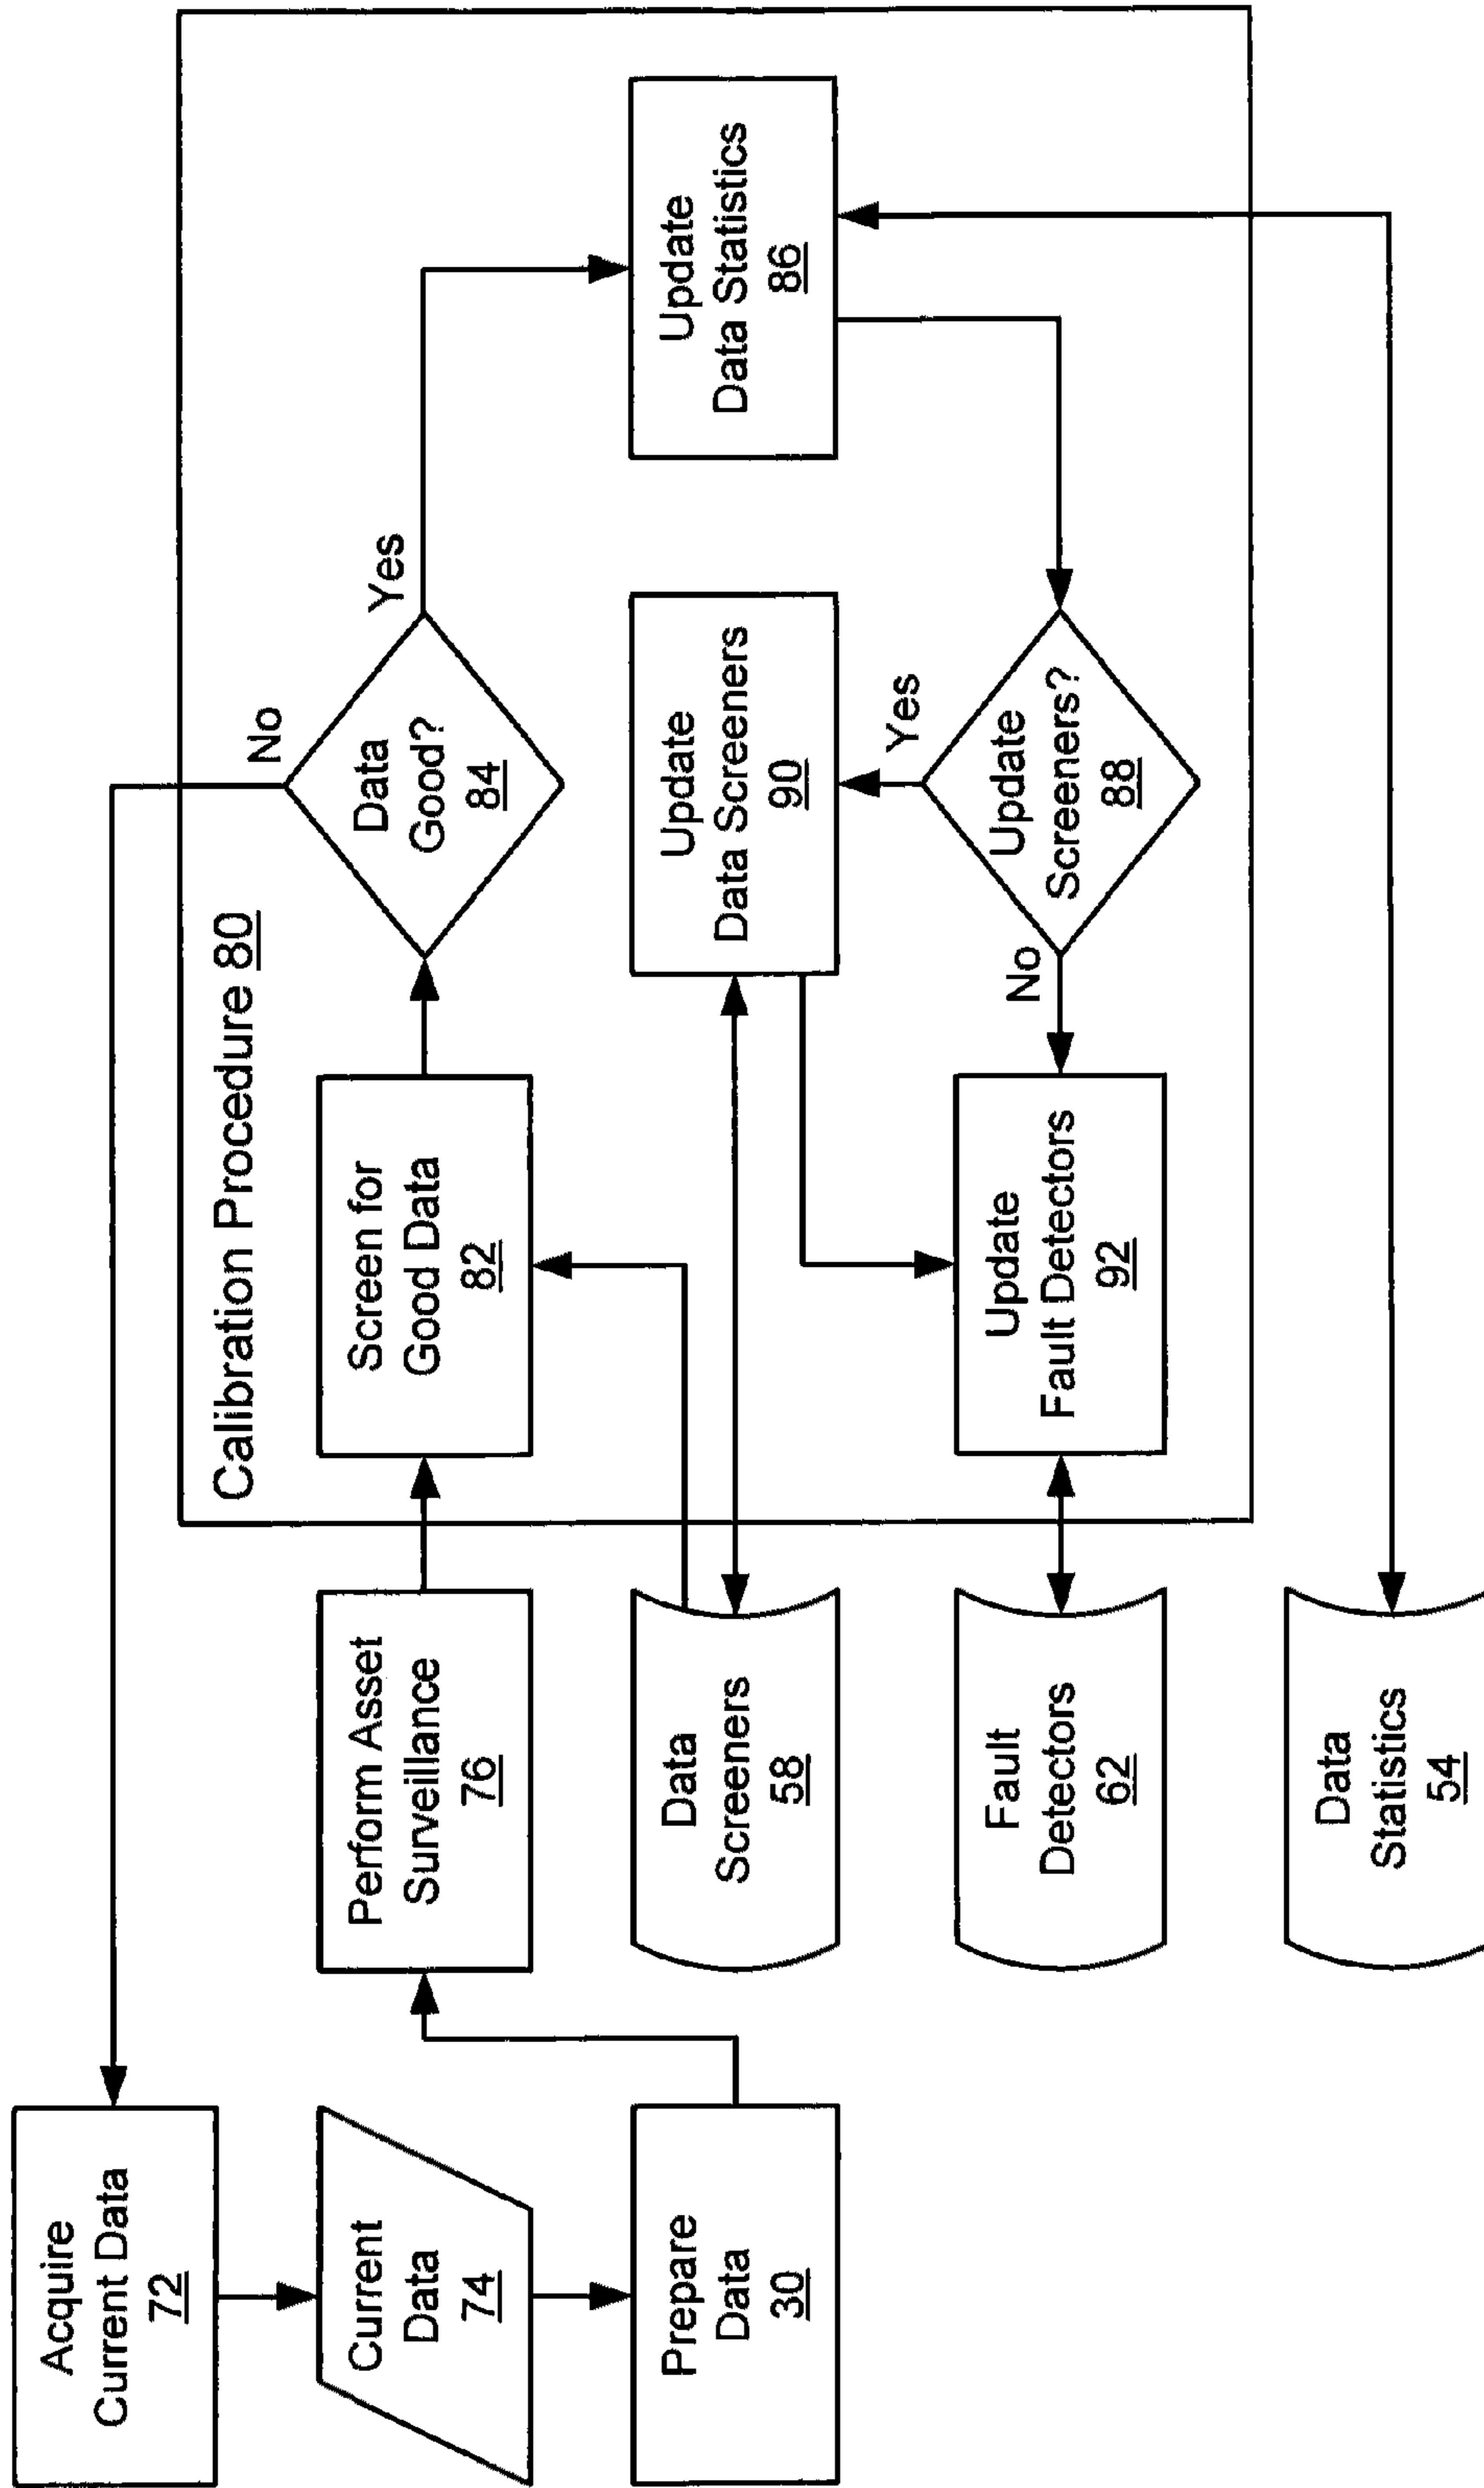 Acquire
Current Data
72
Current
Data
74
Prepare
Data
30
Perform Asset
Surveillance
76
Data
Screeners
58
Fault
Detectors
62
Data
Statistics
54
Calibration Procedure 80
Screen for
Good Data
82
Data
Good?
84
No
Yes
Update
Data Statistics
86
Update
Screeners?
88
Yes
No
Update
Data Screeners
90
Update
Fault Detectors
92